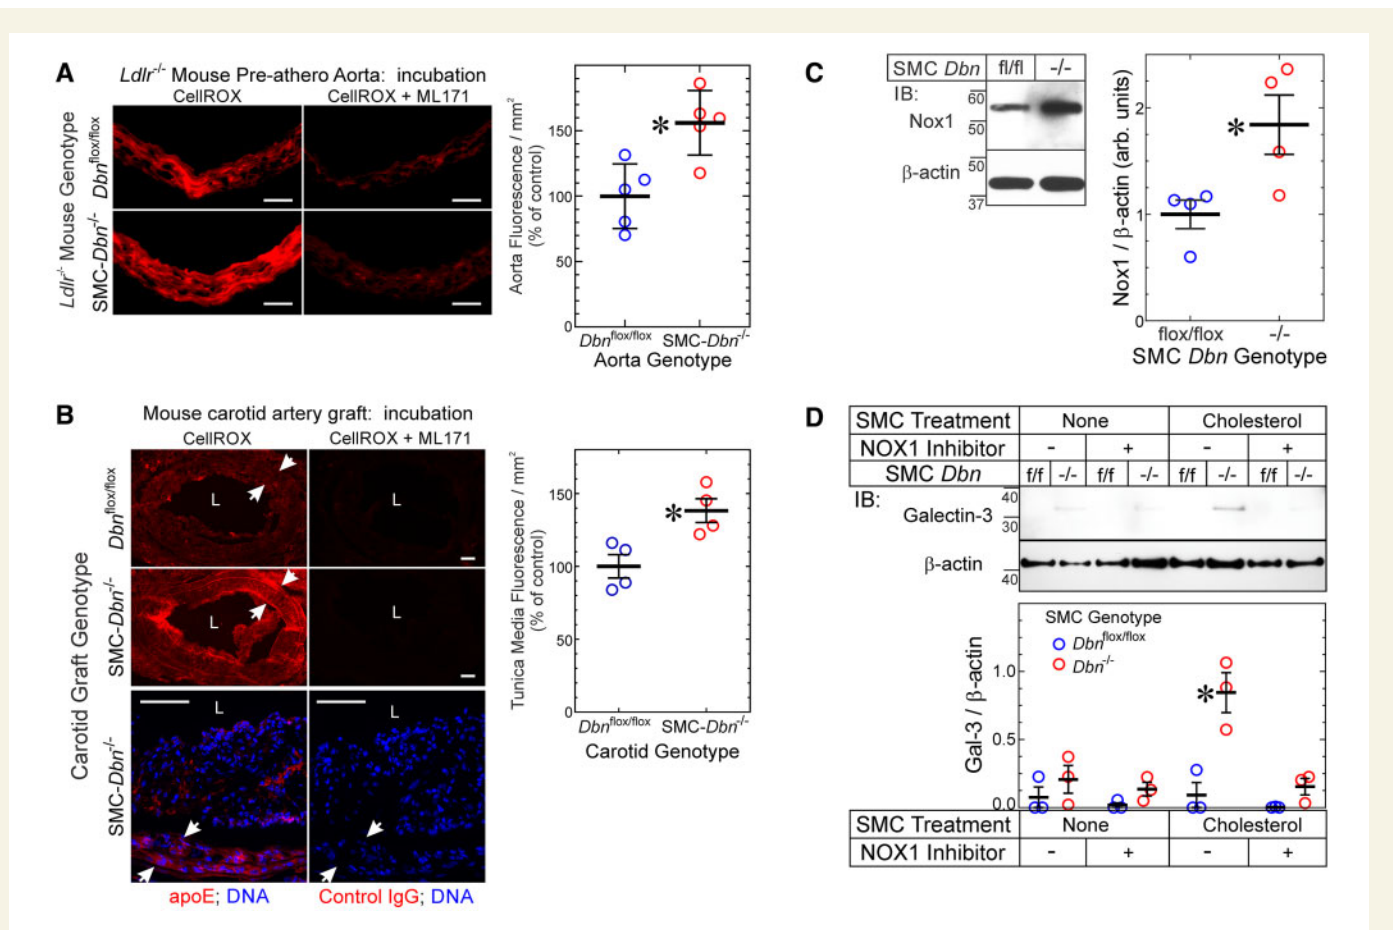 A
Ldlr-/- Mouse Pre-athero Aorta: incubation
CellROX
CellROX + ML171
Ldlr-/- Mouse Genotype
Dbnflox/flox
SMC-Dbn-/-
Aorta Fluorescence / mm2
(% of control)
150
100
50
0
Dbnflox/flox SMC-Dbn-/-
Aorta Genotype
*
B
Mouse carotid artery graft: incubation
CellROX
CellROX + ML171
Carotid Graft Genotype
Dbnflox/flox
SMC-Dbn-/-
SMC-Dbn-/-
L
L
L
L
L
L
apoE; DNA
Control IgG; DNA
Tunica Media Fluorescence / mm2
(% of control)
150
100
50
0
Dbnflox/flox SMC-Dbn-/-
Carotid Genotype
*
C
SMC Dbn fl/fl -/-
IB:
Nox1
60
50
β-actin
50
37
Nox1 / β-actin (arb. units)
2
1
0
*
flox/flox -/-
SMC Dbn Genotype
D
SMC Treatment None Cholesterol
NOX1 Inhibitor - + - +
SMC Dbn f/f -/- f/f -/- f/f -/- f/f -/-
IB:
Galectin-3
40
30
β-actin
40
SMC Genotype
Dbnflox/flox
Dbn-/-
Gal-3 / β-actin
1.0
0.5
0.0
*
SMC Treatment None Cholesterol
NOX1 Inhibitor - + - +